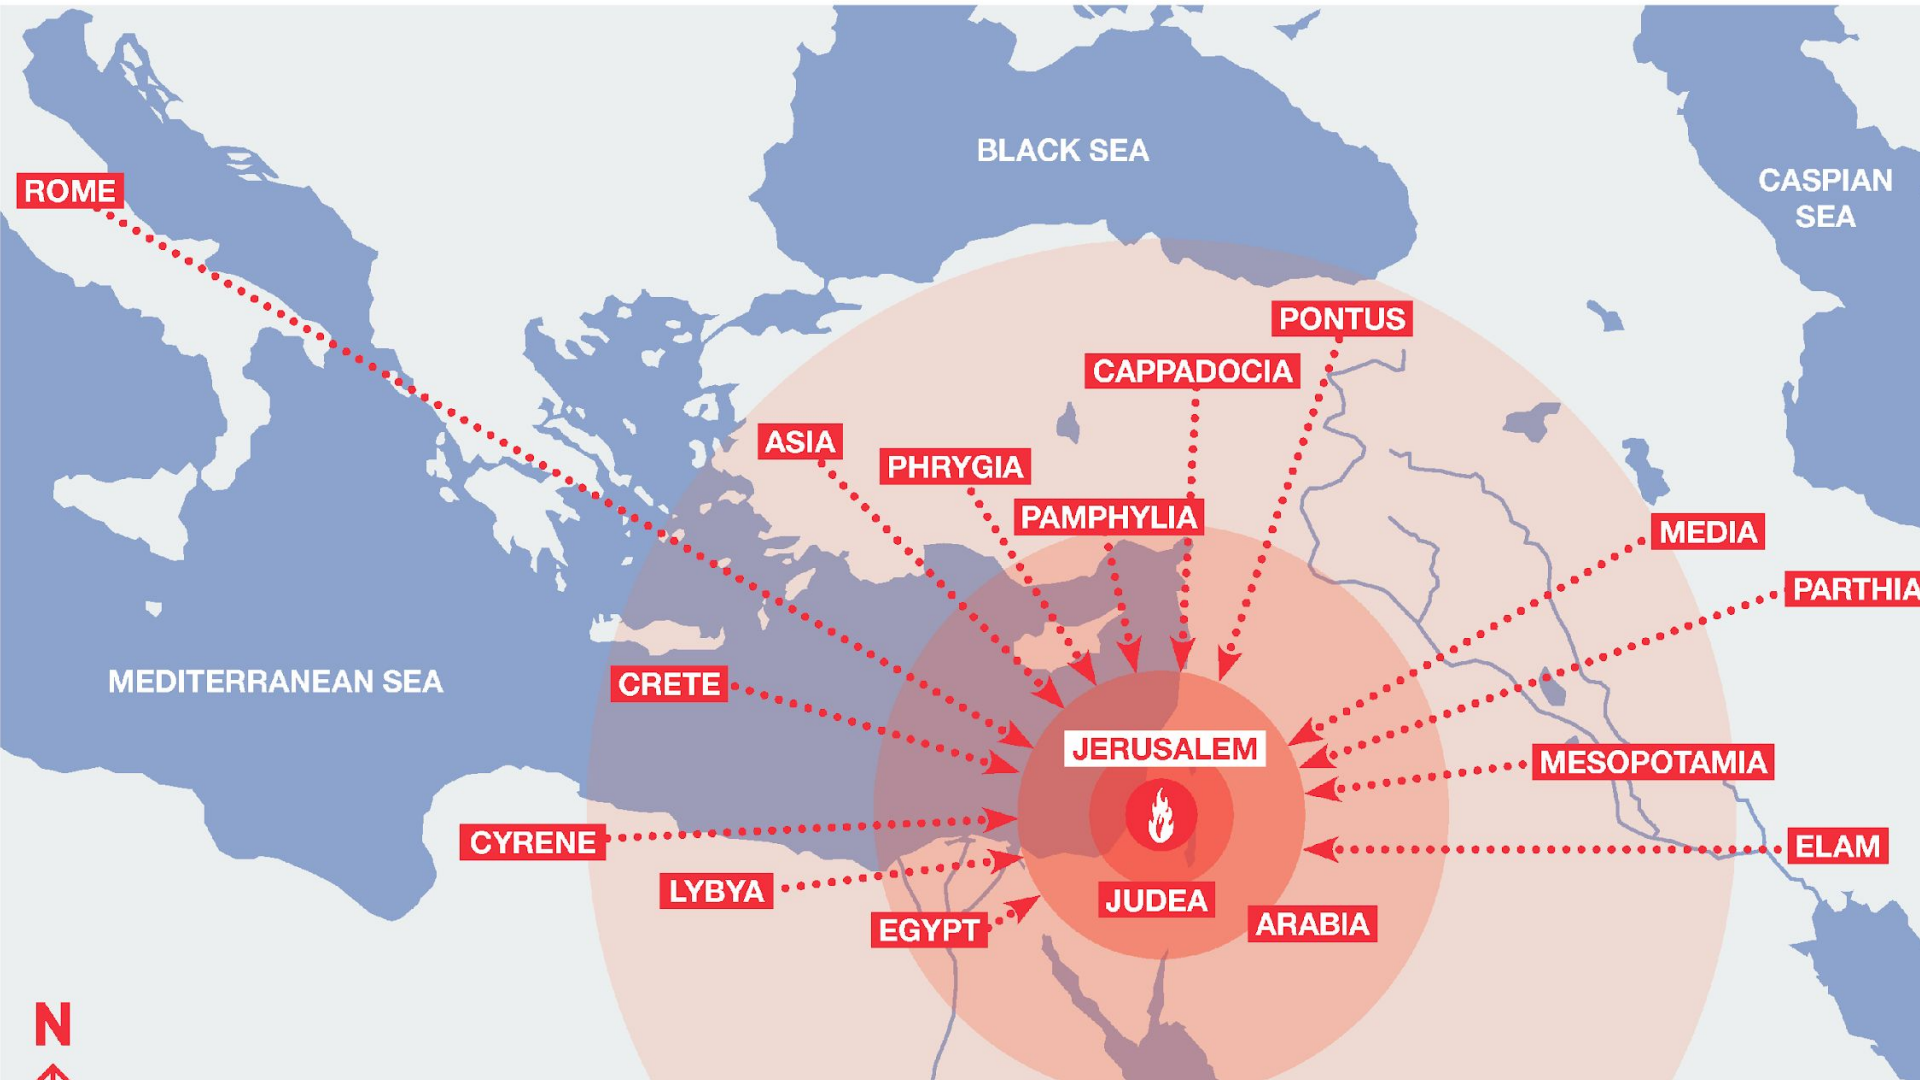 BLACK SEA
CASPIAN
SEA
ROME
PONTUS
CAPPADOCIA
ASIA
PHRYGIA
PAMPHYLIA
MEDIA
PARTHIA
MEDITERRANEAN SEA
CRETE
JERUSALEM
MESOPOTAMIA
CYRENE
ELAM
LYBYA
JUDEA
EGYPT
ARABIA
N